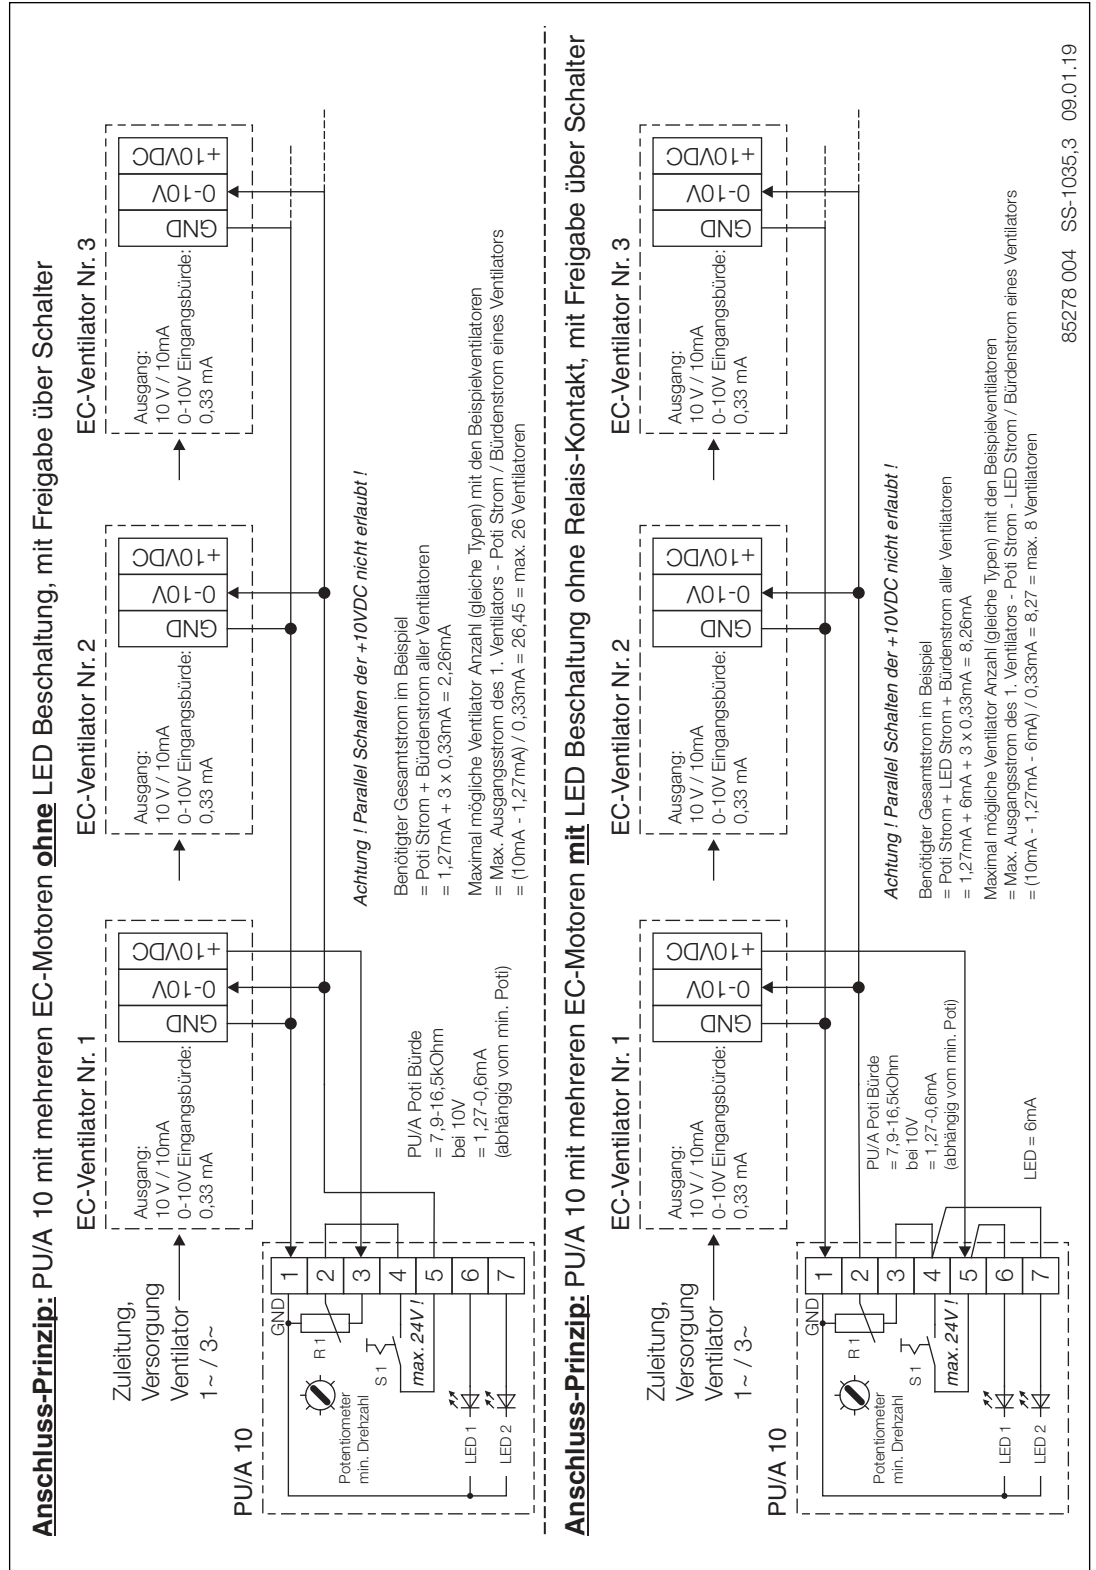 Anschluss-Prinzip: PU/A 10 mit mehreren EC-Motoren ohne LED Beschaltung, mit Freigabe über Schalter
EC-Ventilator Nr. 1
EC-Ventilator Nr. 2
EC-Ventilator Nr. 3
Zuleitung,
Versorgung
Ventilator
1~ / 3~
Ausgang:
10 V / 10mA
0-10V Eingangsbürde:
0,33 mA
GND
0-10V
+10VDC
Ausgang:
10 V / 10mA
0-10V Eingangsbürde:
0,33 mA
GND
0-10V
+10VDC
Ausgang:
10 V / 10mA
0-10V Eingangsbürde:
0,33 mA
GND
0-10V
+10VDC
PU/A 10
GND
1
2
3
4
5
6
7
R 1
S 1
max. 24V !
Potentiometer
min. Drehzahl
LED 1
LED 2
PU/A Poti Bürde
= 7,9-16,5kOhm
bei 10V
= 1,27-0,6mA
(abhängig vom min. Poti)
Achtung ! Parallel Schalten der +10VDC nicht erlaubt !
Benötigter Gesamtstrom im Beispiel
= Poti Strom + Bürdenstrom aller Ventilatoren
= 1,27mA + 3 x 0,33mA = 2,26mA
Maximal mögliche Ventilator Anzahl (gleiche Typen) mit den Beispielventilatoren
= Max. Ausgangsstrom des 1. Ventilators - Poti Strom / Bürdenstrom eines Ventilators
= (10mA - 1,27mA) / 0,33mA = 26,45 = max. 26 Ventilatoren
Anschluss-Prinzip: PU/A 10 mit mehreren EC-Motoren mit LED Beschaltung ohne Relais-Kontakt, mit Freigabe über Schalter
EC-Ventilator Nr. 1
EC-Ventilator Nr. 2
EC-Ventilator Nr. 3
Zuleitung,
Versorgung
Ventilator
1~ / 3~
Ausgang:
10 V / 10mA
0-10V Eingangsbürde:
0,33 mA
GND
0-10V
+10VDC
Ausgang:
10 V / 10mA
0-10V Eingangsbürde:
0,33 mA
GND
0-10V
+10VDC
Ausgang:
10 V / 10mA
0-10V Eingangsbürde:
0,33 mA
GND
0-10V
+10VDC
PU/A 10
GND
1
2
3
4
5
6
7
R 1
S 1
max. 24V !
Potentiometer
min. Drehzahl
LED 1
LED 2
PU/A Poti Bürde
= 7,9-16,5kOhm
bei 10V
= 1,27-0,6mA
(abhängig vom min. Poti)
LED = 6mA
Achtung ! Parallel Schalten der +10VDC nicht erlaubt !
Benötigter Gesamtstrom im Beispiel
= Poti Strom + LED Strom + Bürdenstrom aller Ventilatoren
= 1,27mA + 6mA + 3 x 0,33mA = 8,26mA
Maximal mögliche Ventilator Anzahl (gleiche Typen) mit den Beispielventilatoren
= Max. Ausgangsstrom des 1. Ventilators - Poti Strom - LED Strom / Bürdenstrom eines Ventilators
= (10mA - 1,27mA - 6mA) / 0,33mA = 8,27 = max. 8 Ventilatoren
85278 004 SS-1035,3 09.01.19